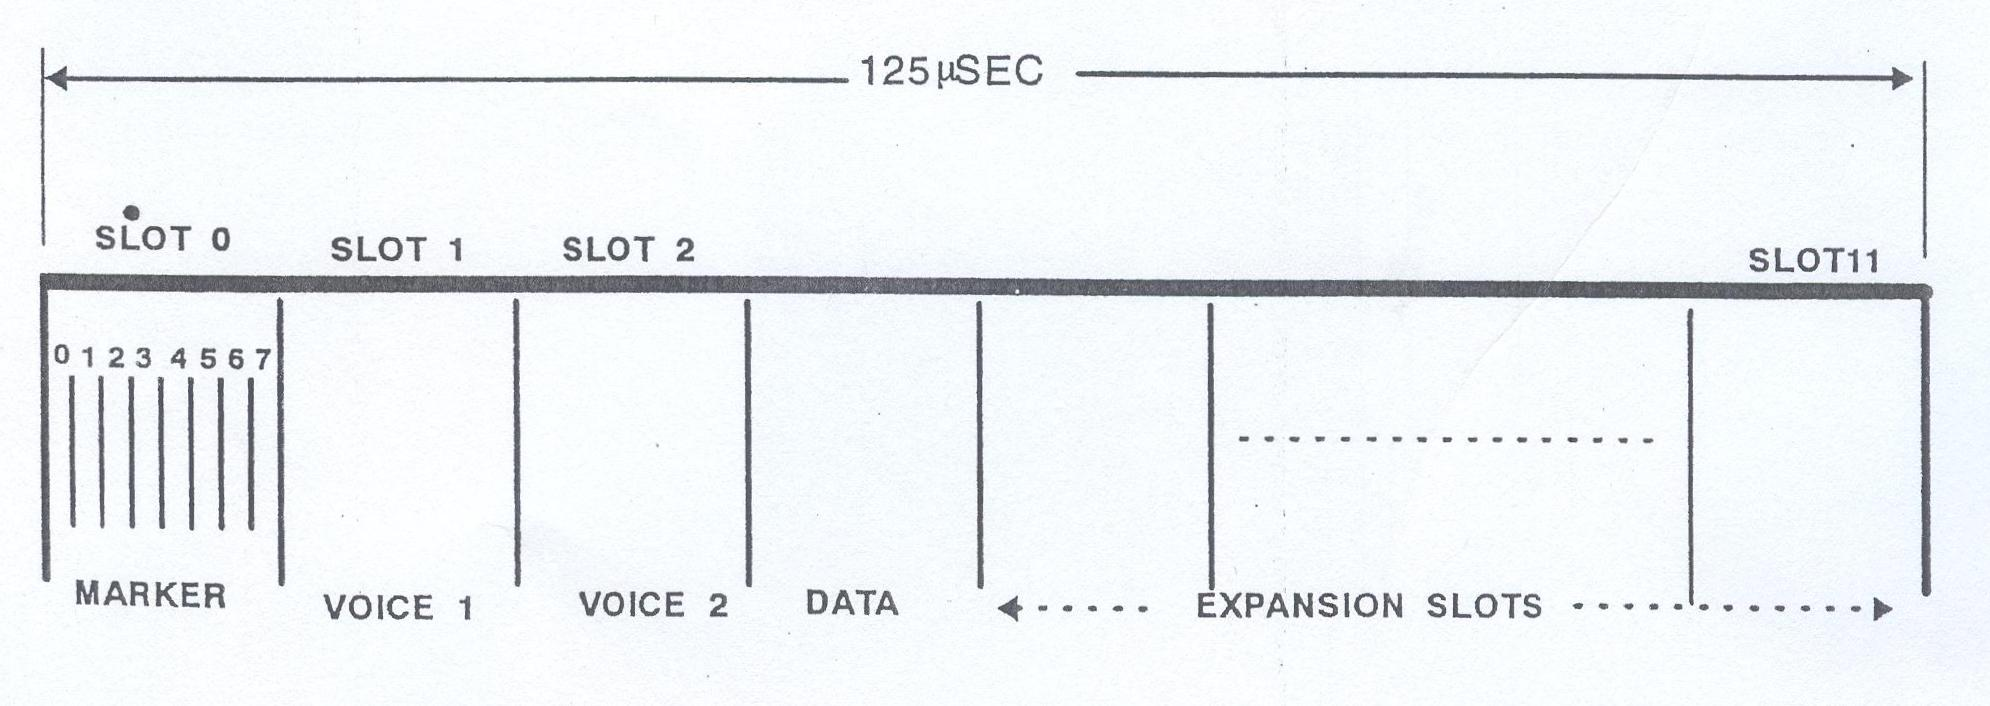 125µSEC
SLOT 0 SLOT 1 SLOT 2 SLOT11
0 1 2 3 4 5 6 7
MARKER VOICE 1 VOICE 2 DATA EXPANSION SLOTS